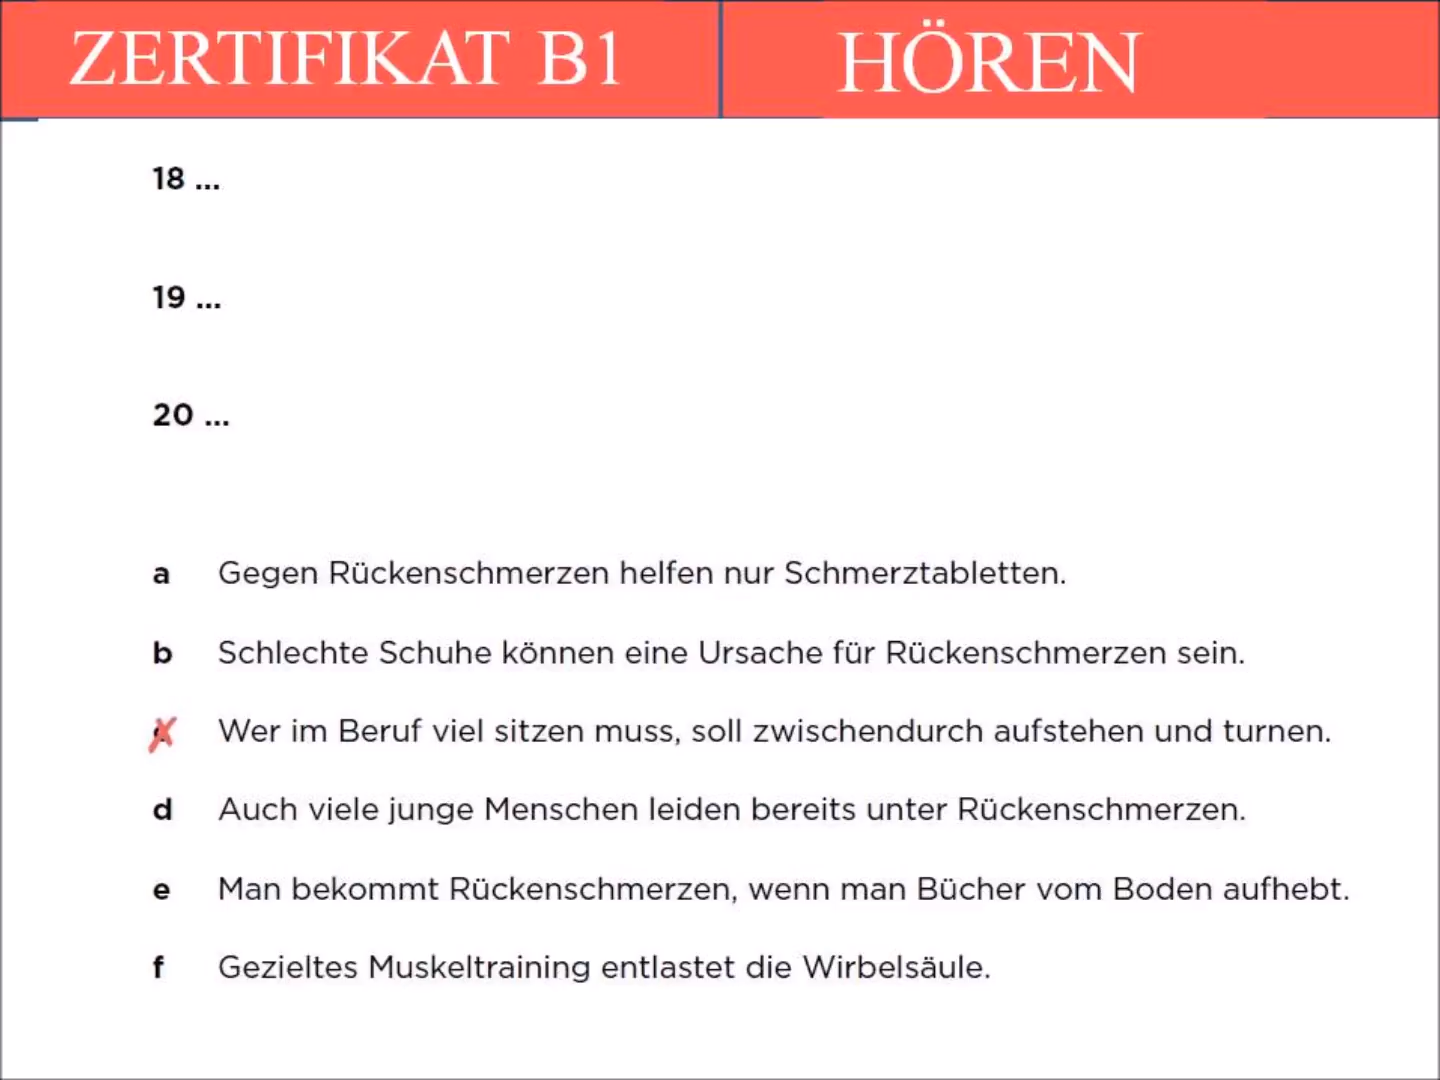 ZERTIFIKAT B1
HÖREN
18 ...
19 ...
20 ...
a Gegen Rückenschmerzen helfen nur Schmerztabletten.
b Schlechte Schuhe können eine Ursache für Rückenschmerzen sein.
Wer im Beruf viel sitzen muss, soll zwischendurch aufstehen und turnen.
d Auch viele junge Menschen leiden bereits unter Rückenschmerzen.
e Man bekommt Rückenschmerzen, wenn man Bücher vom Boden aufhebt.
f Gezieltes Muskeltraining entlastet die Wirbelsäule.